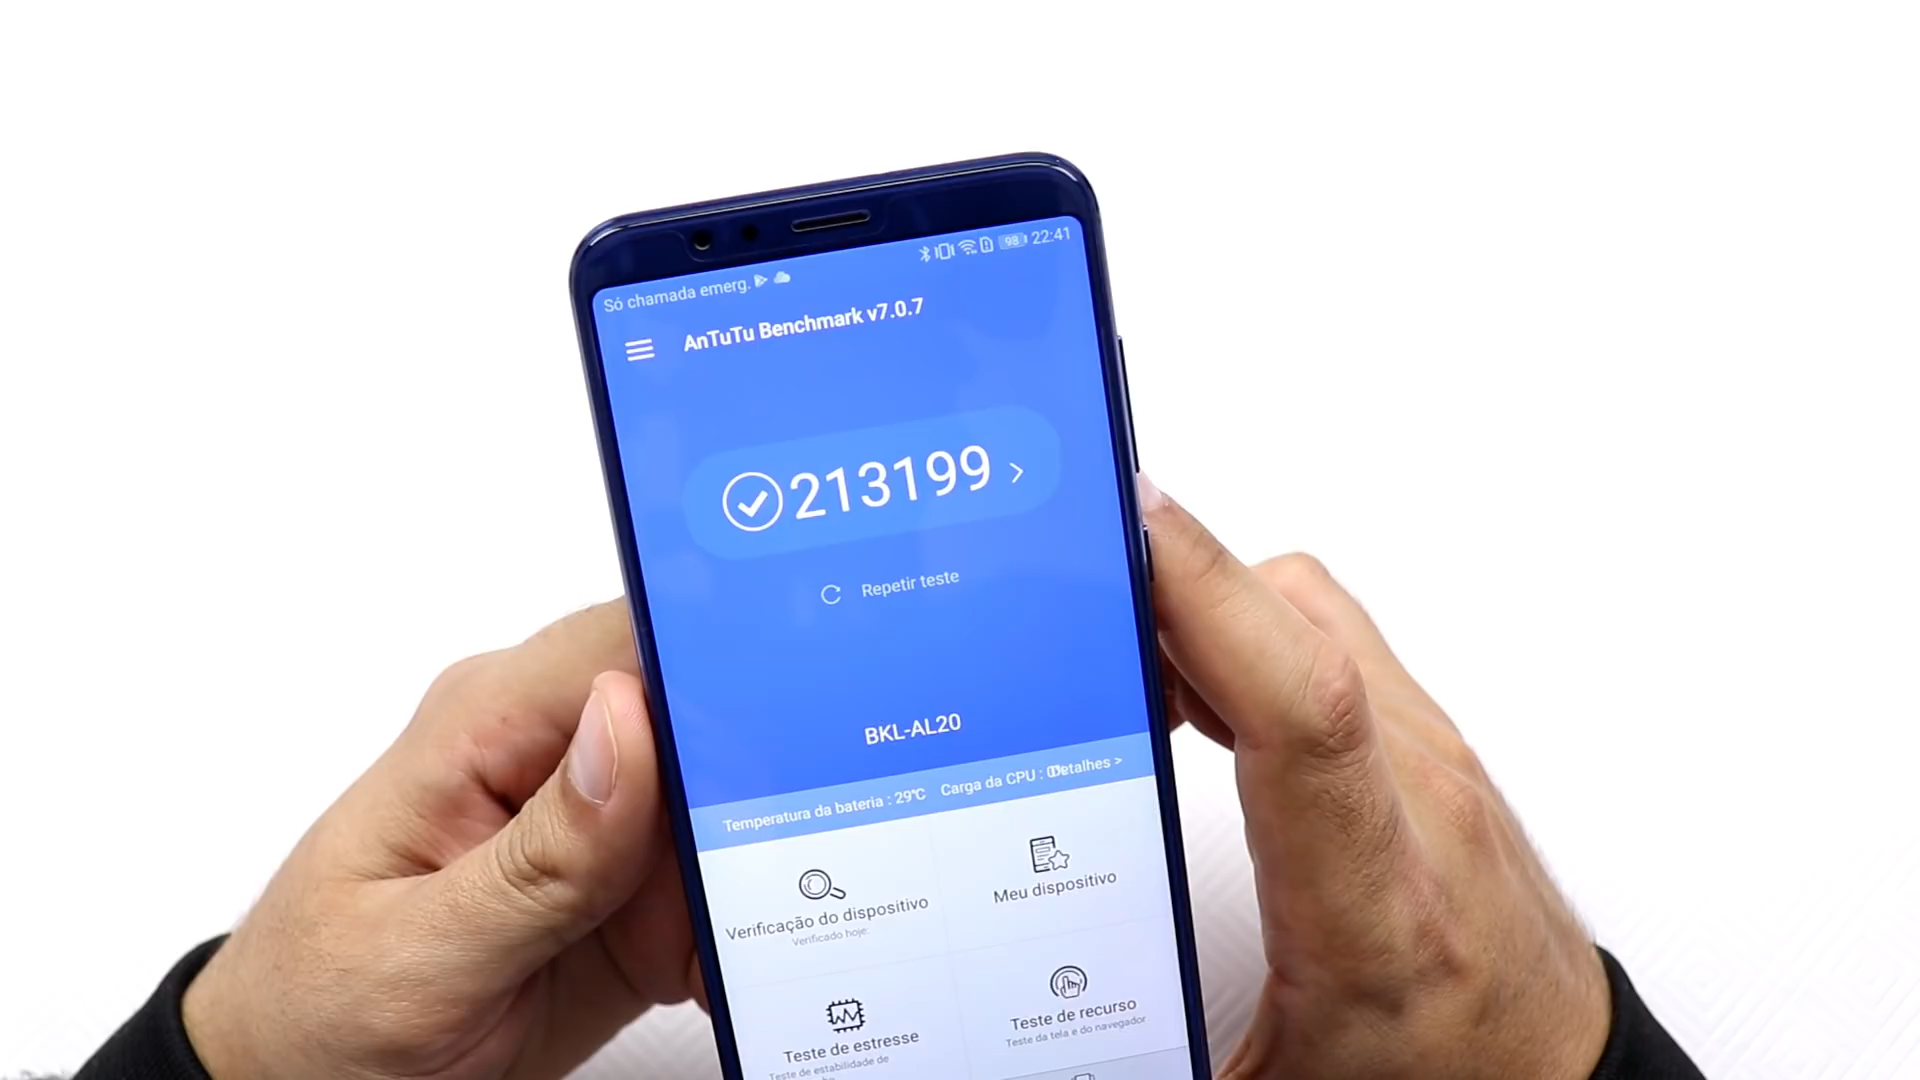 Só chamada emerg.
98 22:41
AnTuTu Benchmark v7.0.7
213199
Repetir teste
BKL-AL20
Temperatura da bateria : 29℃ Carga da CPU : Detalhes >
Verificação do dispositivo
Verificado hoje:
Meu dispositivo
Teste de estresse
Teste de estabilidade de
Teste de recurso
Teste da tela e do navegador